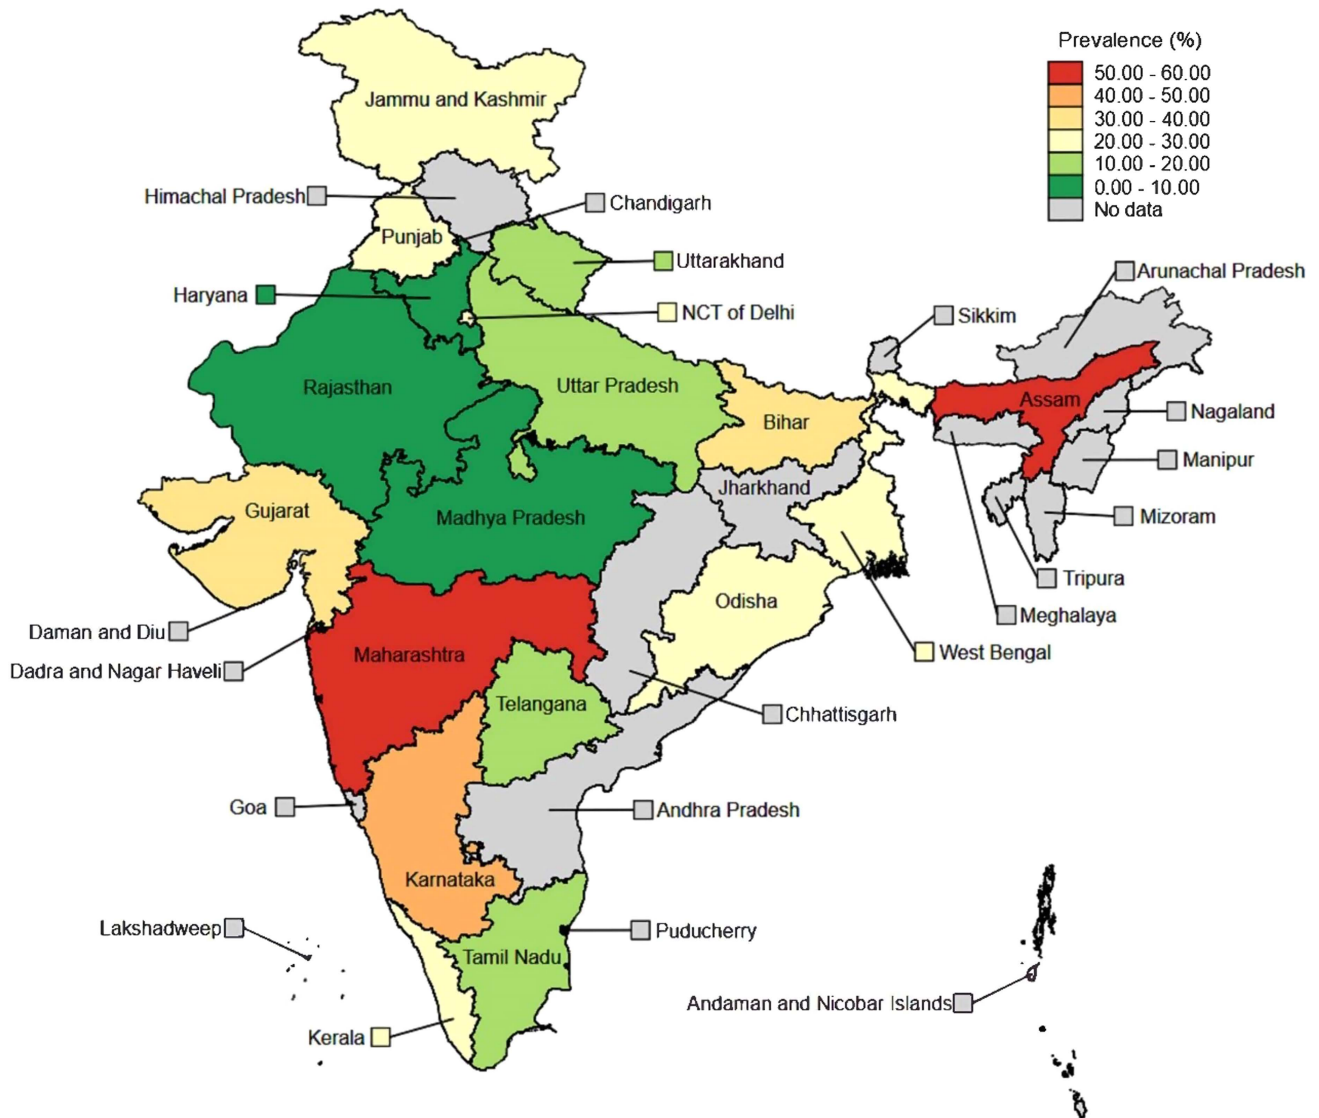 Prevalence (%)
50.00 - 60.00
40.00 - 50.00
30.00 - 40.00
20.00 - 30.00
10.00 - 20.00
0.00 - 10.00
No data
Jammu and Kashmir
Himachal Pradesh
Chandigarh
Punjab
Uttarakhand
Arunachal Pradesh
Haryana
NCT of Delhi
Sikkim
Rajasthan
Uttar Pradesh
Assam
Nagaland
Bihar
Manipur
Jharkhand
Gujarat
Madhya Pradesh
Mizoram
Tripura
Odisha
Meghalaya
Daman and Diu
West Bengal
Maharashtra
Dadra and Nagar Haveli
Telangana
Chhattisgarh
Goa
Andhra Pradesh
Karnataka
Lakshadweep
Puducherry
Tamil Nadu
Andaman and Nicobar Islands
Kerala